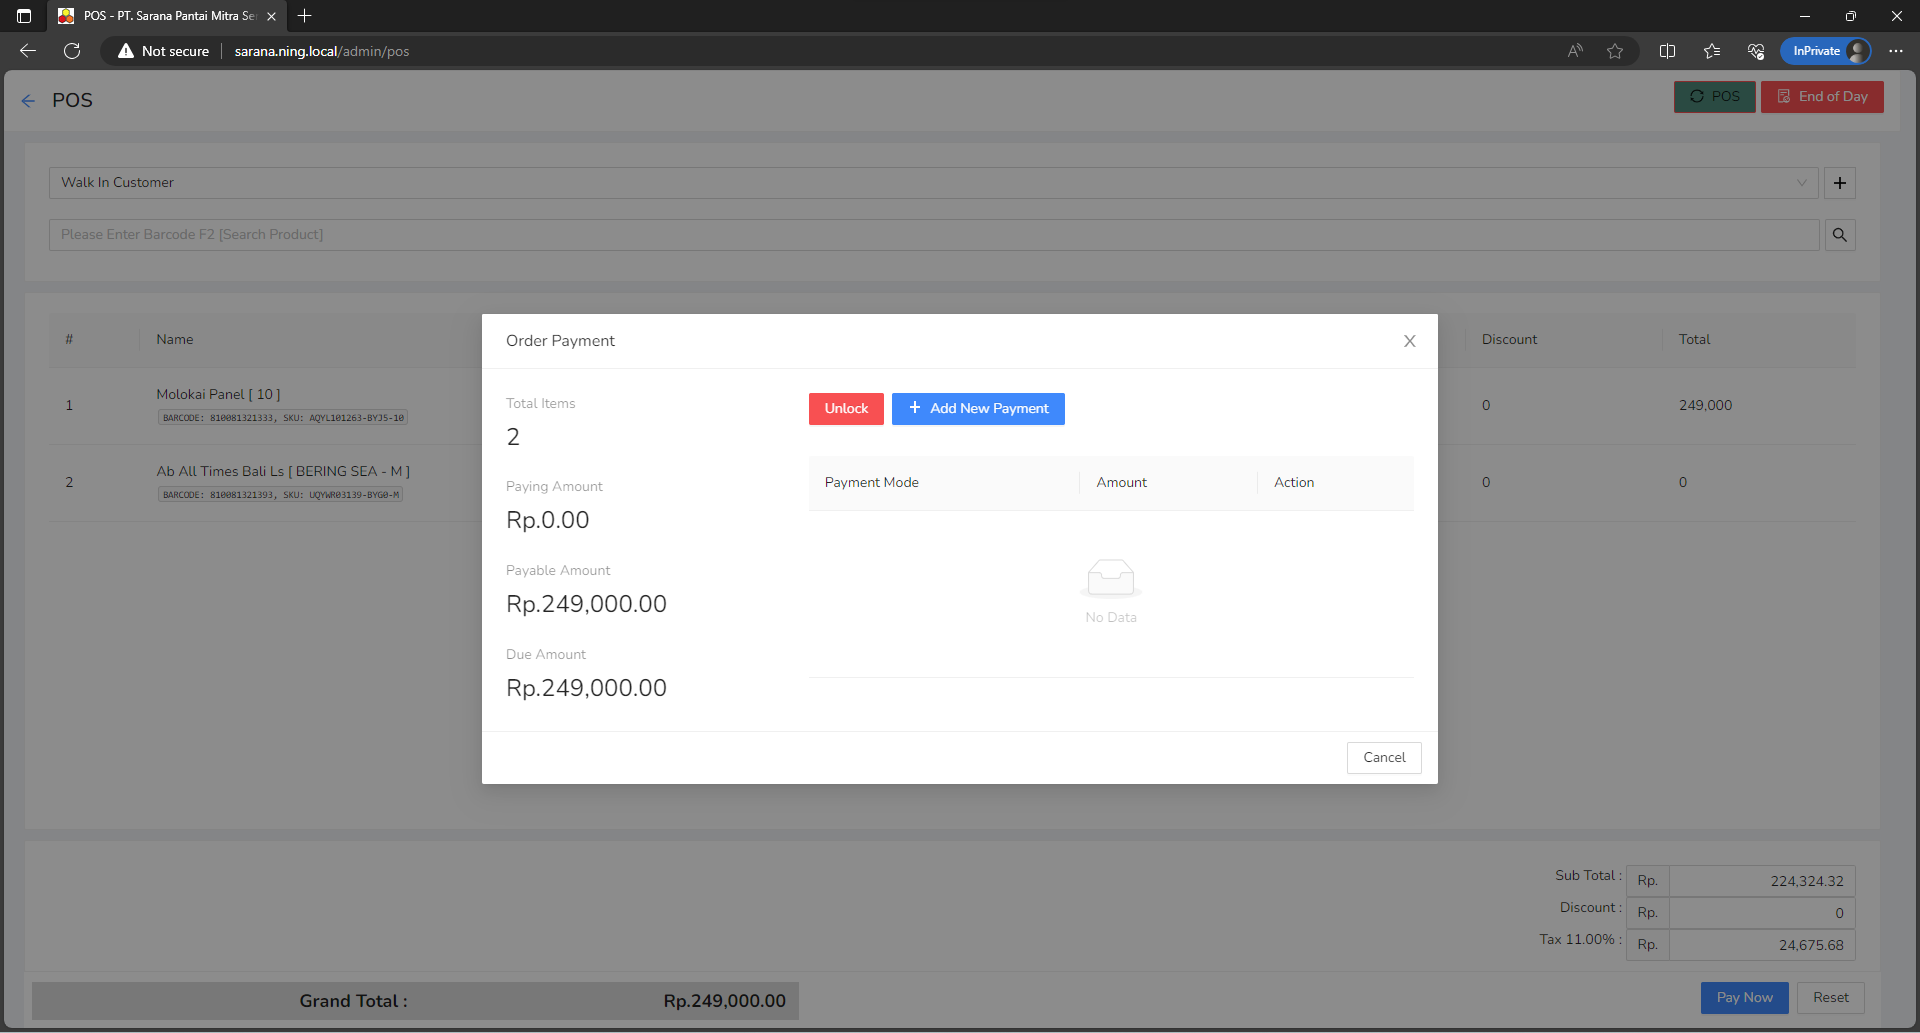 POS - PT. Sarana Pantai Mitra Se
Not secure
sarana.ning.local/admin/pos
InPrivate
POS
POS
End of Day
Walk In Customer
Please Enter Barcode F2 [Search Product]
# Name Discount Total
1 Molokai Panel [ 10 ] 0 249,000
BARCODE: 810081321333, SKU: AQYL101263-BYJ5-10
2 Ab All Times Bali Ls [ BERING SEA - M ] 0 0
BARCODE: 810081321393, SKU: UQYWR03139-BYG0-M
Order Payment
Total Items
2
Paying Amount
Rp.0.00
Payable Amount
Rp.249,000.00
Due Amount
Rp.249,000.00
Unlock
Add New Payment
Payment Mode Amount Action
No Data
Cancel
Sub Total : Rp. 224,324.32
Discount : Rp. 0
Tax 11.00% : Rp. 24,675.68
Grand Total : Rp.249,000.00
Pay Now
Reset